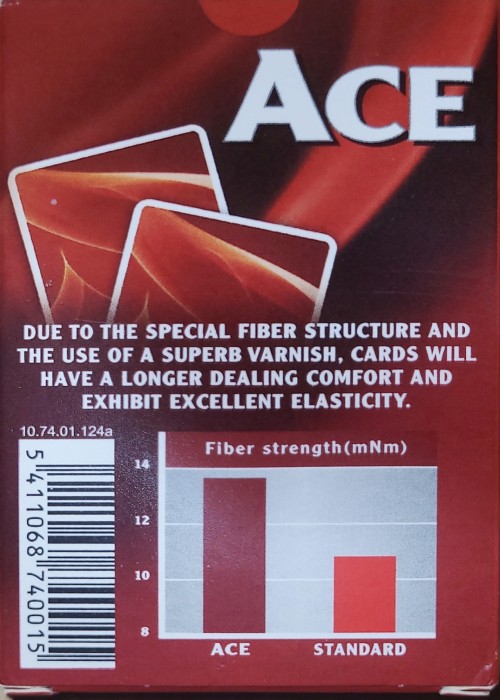 ACE
DUE TO THE SPECIAL FIBER STRUCTURE AND
THE USE OF A SUPERB VARNISH, CARDS WILL
HAVE A LONGER DEALING COMFORT AND
EXHIBIT EXCELLENT ELASTICITY.
10.74.01.124a
5 411068 740015
Fiber strength(mNm)
14
12
10
8
ACE STANDARD